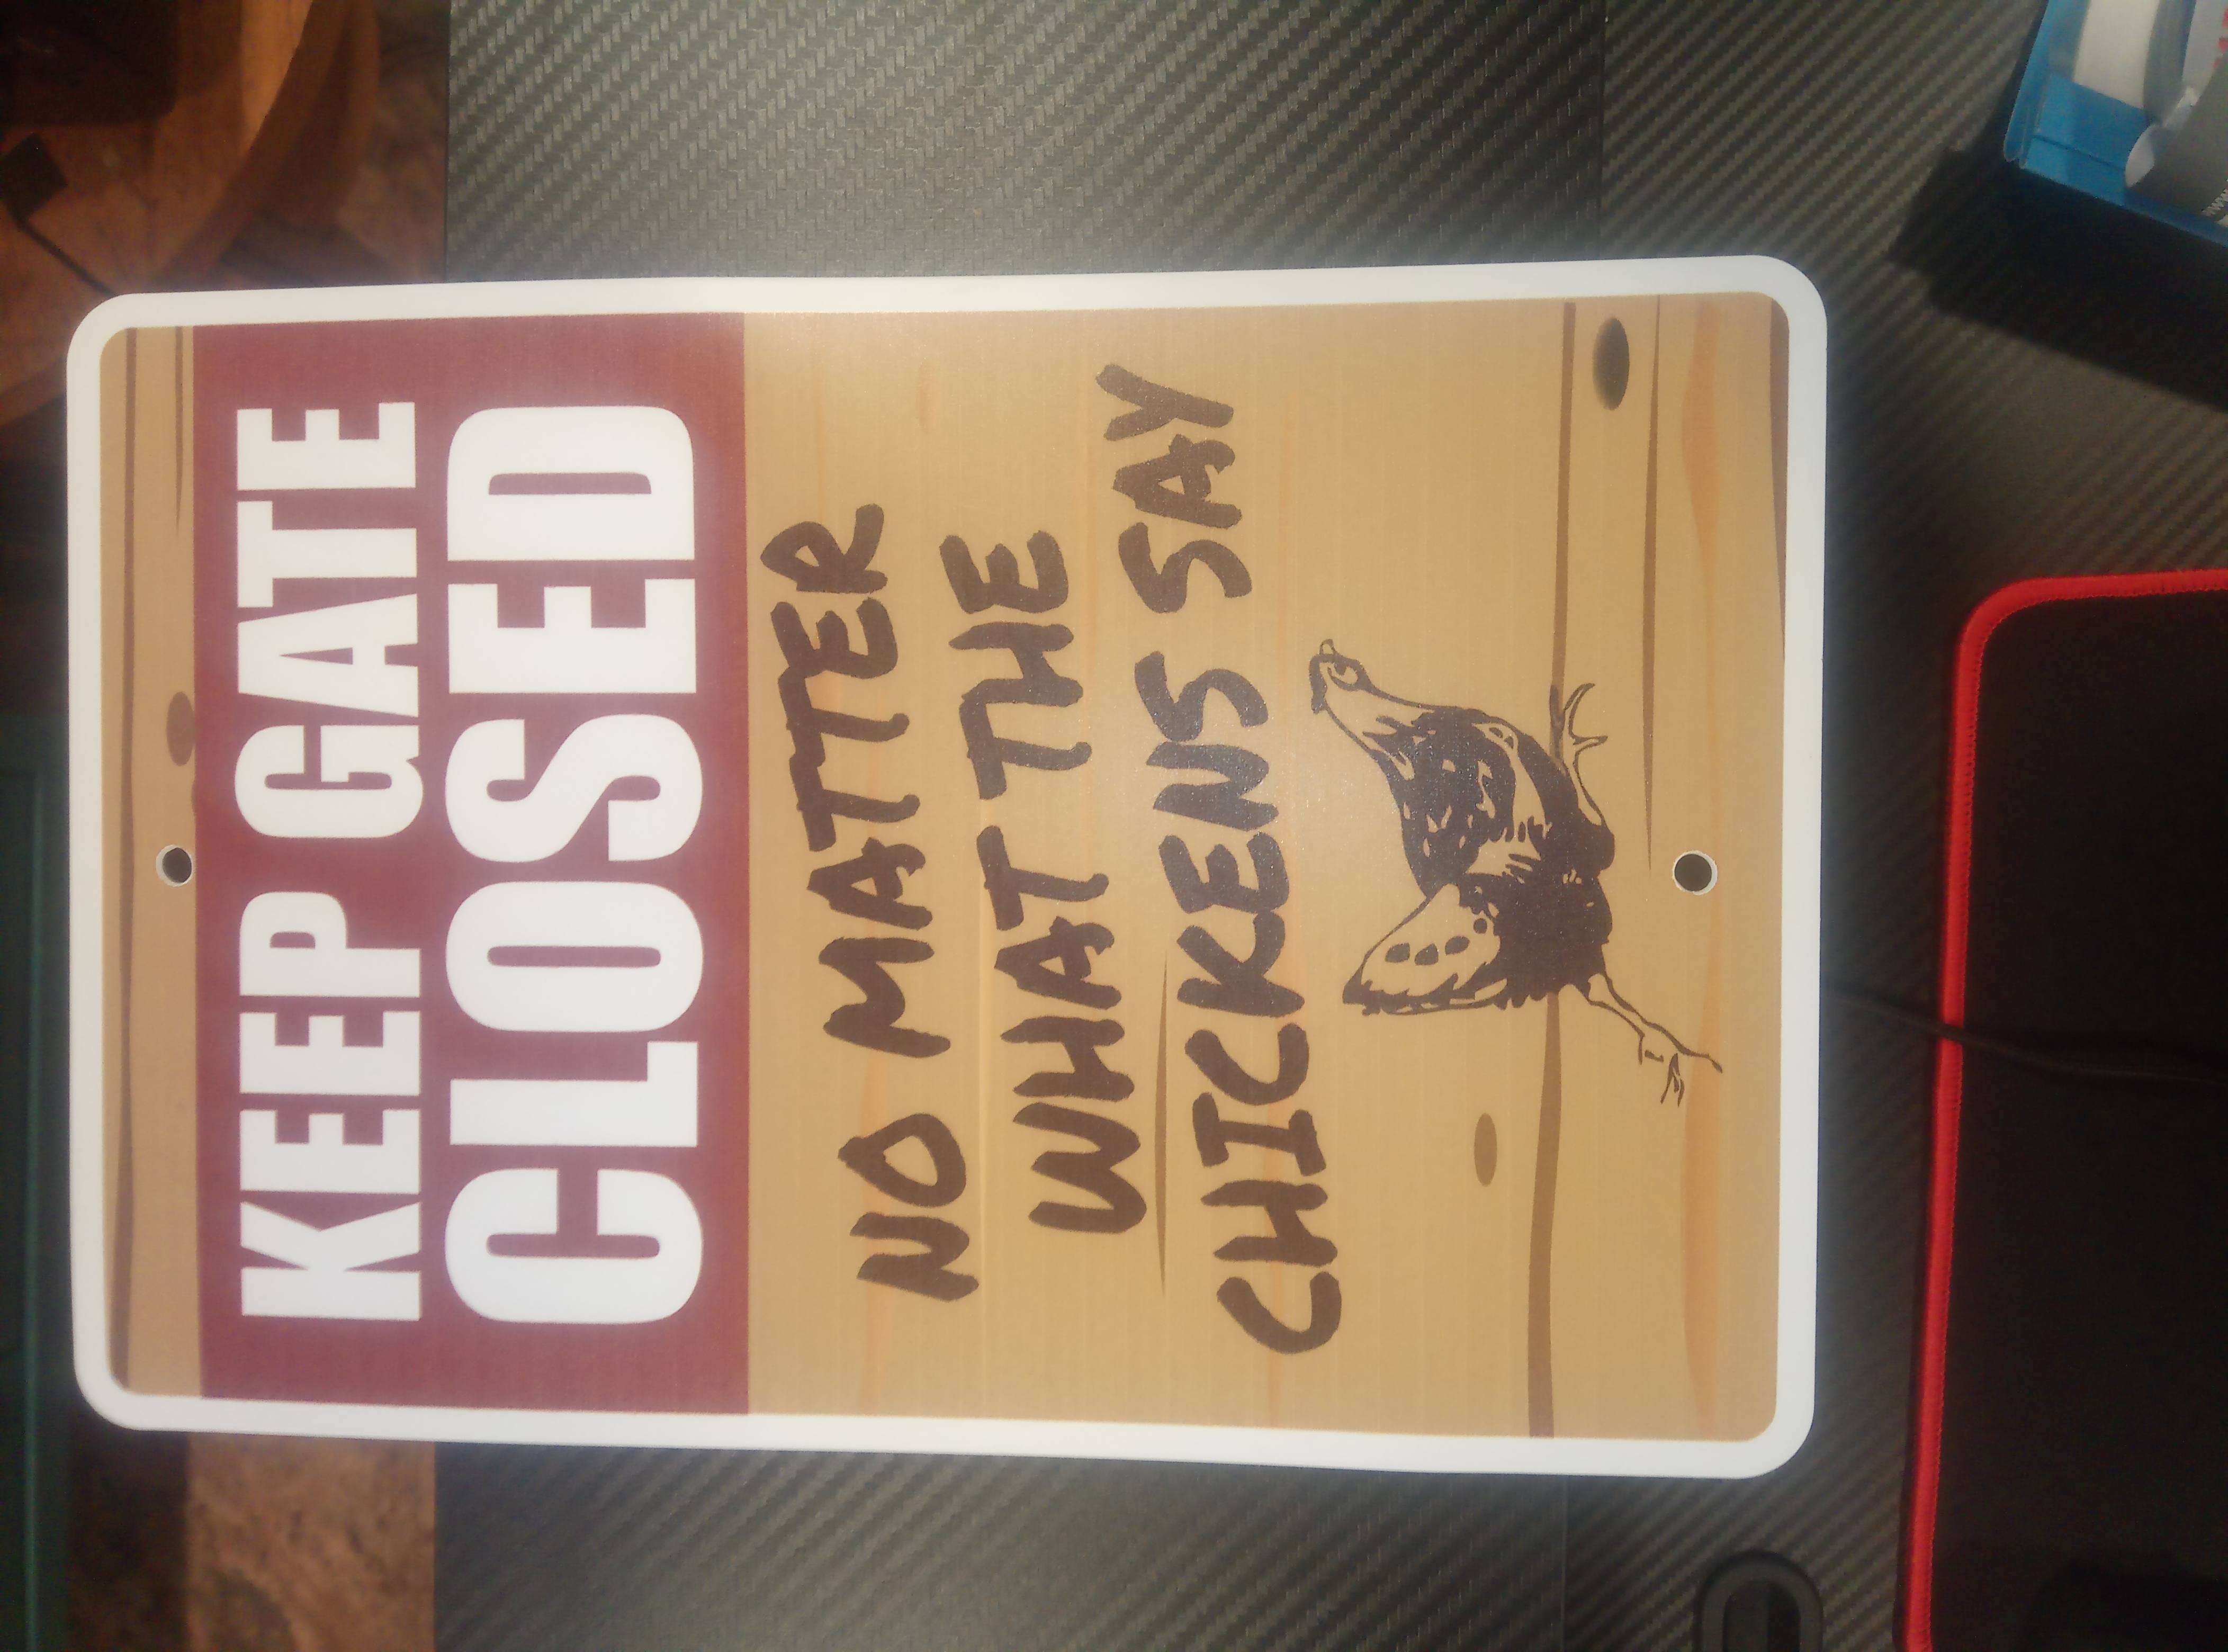 KEEP GATE
CLOSED
NO MATTER
WHAT THE
CHICKENS SAY